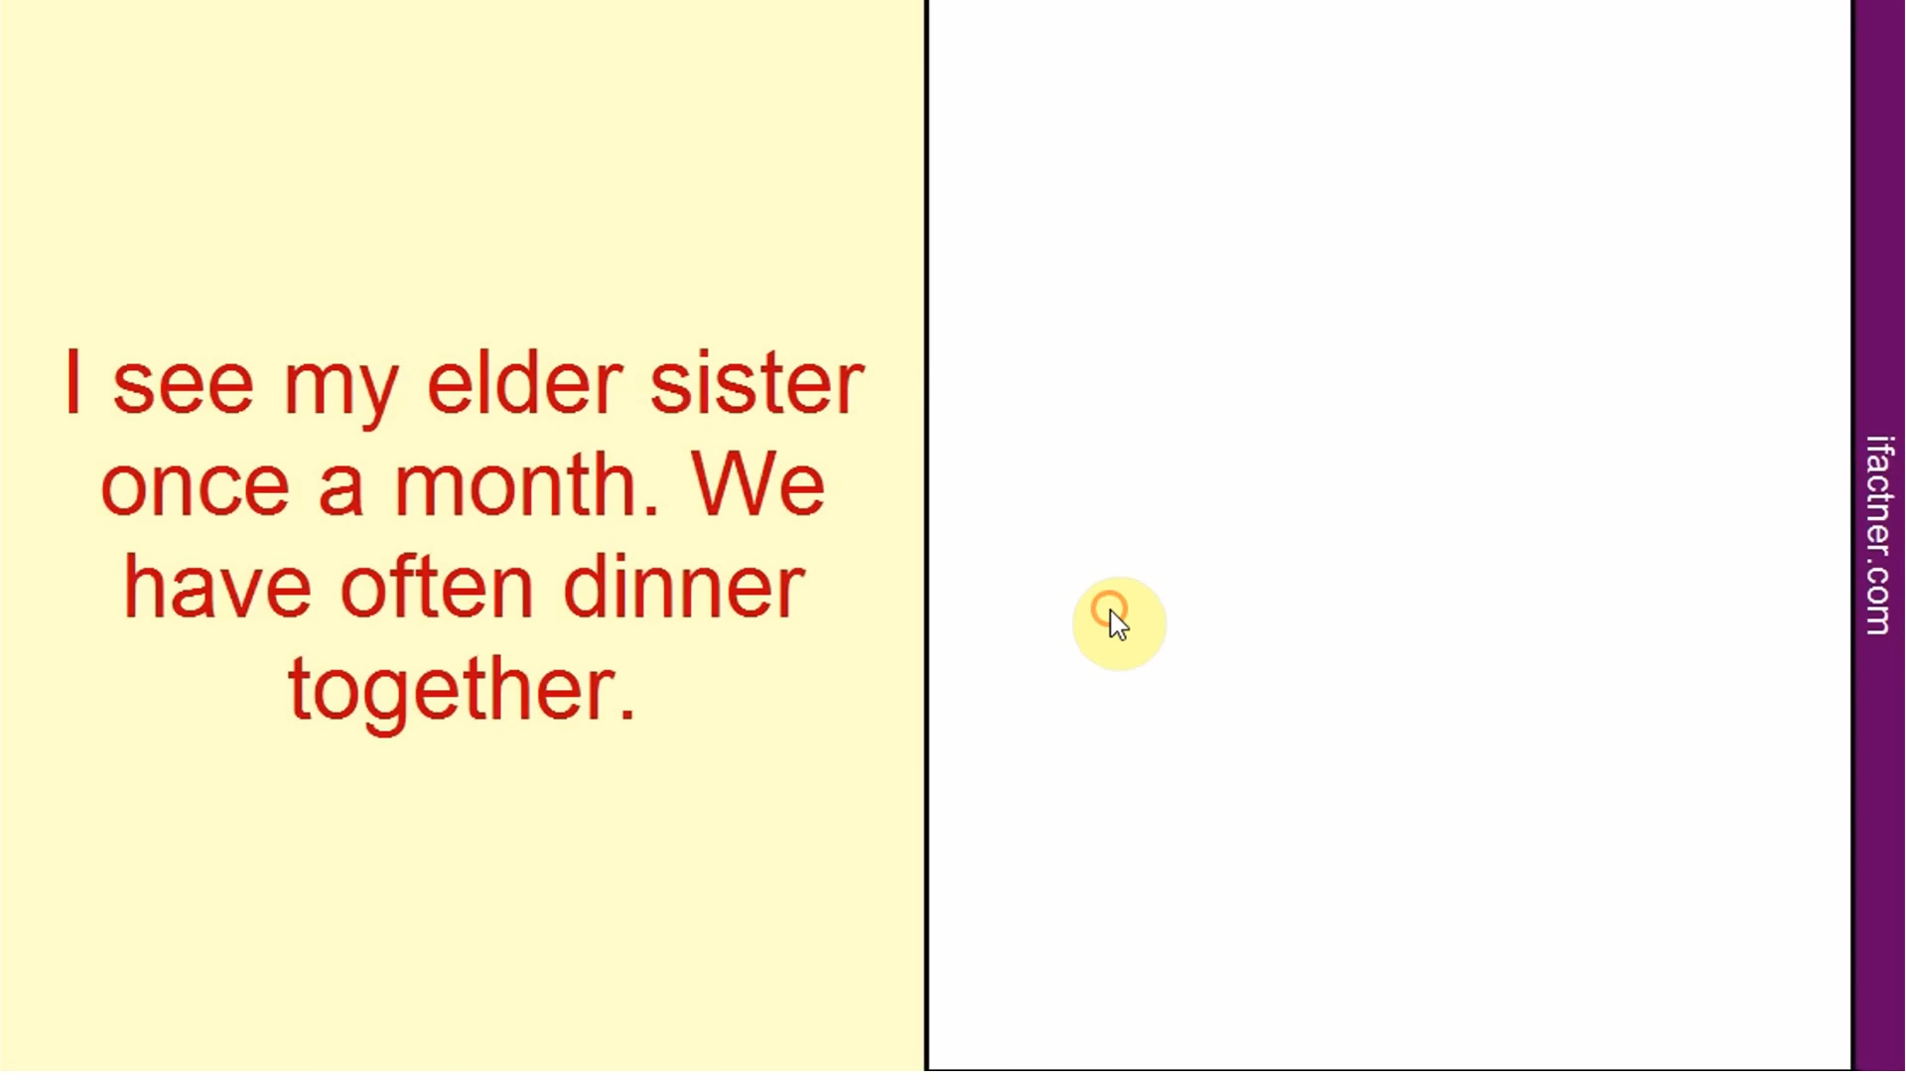 I see my elder sister
once a month. We
have often dinner
together.
ifactner.com